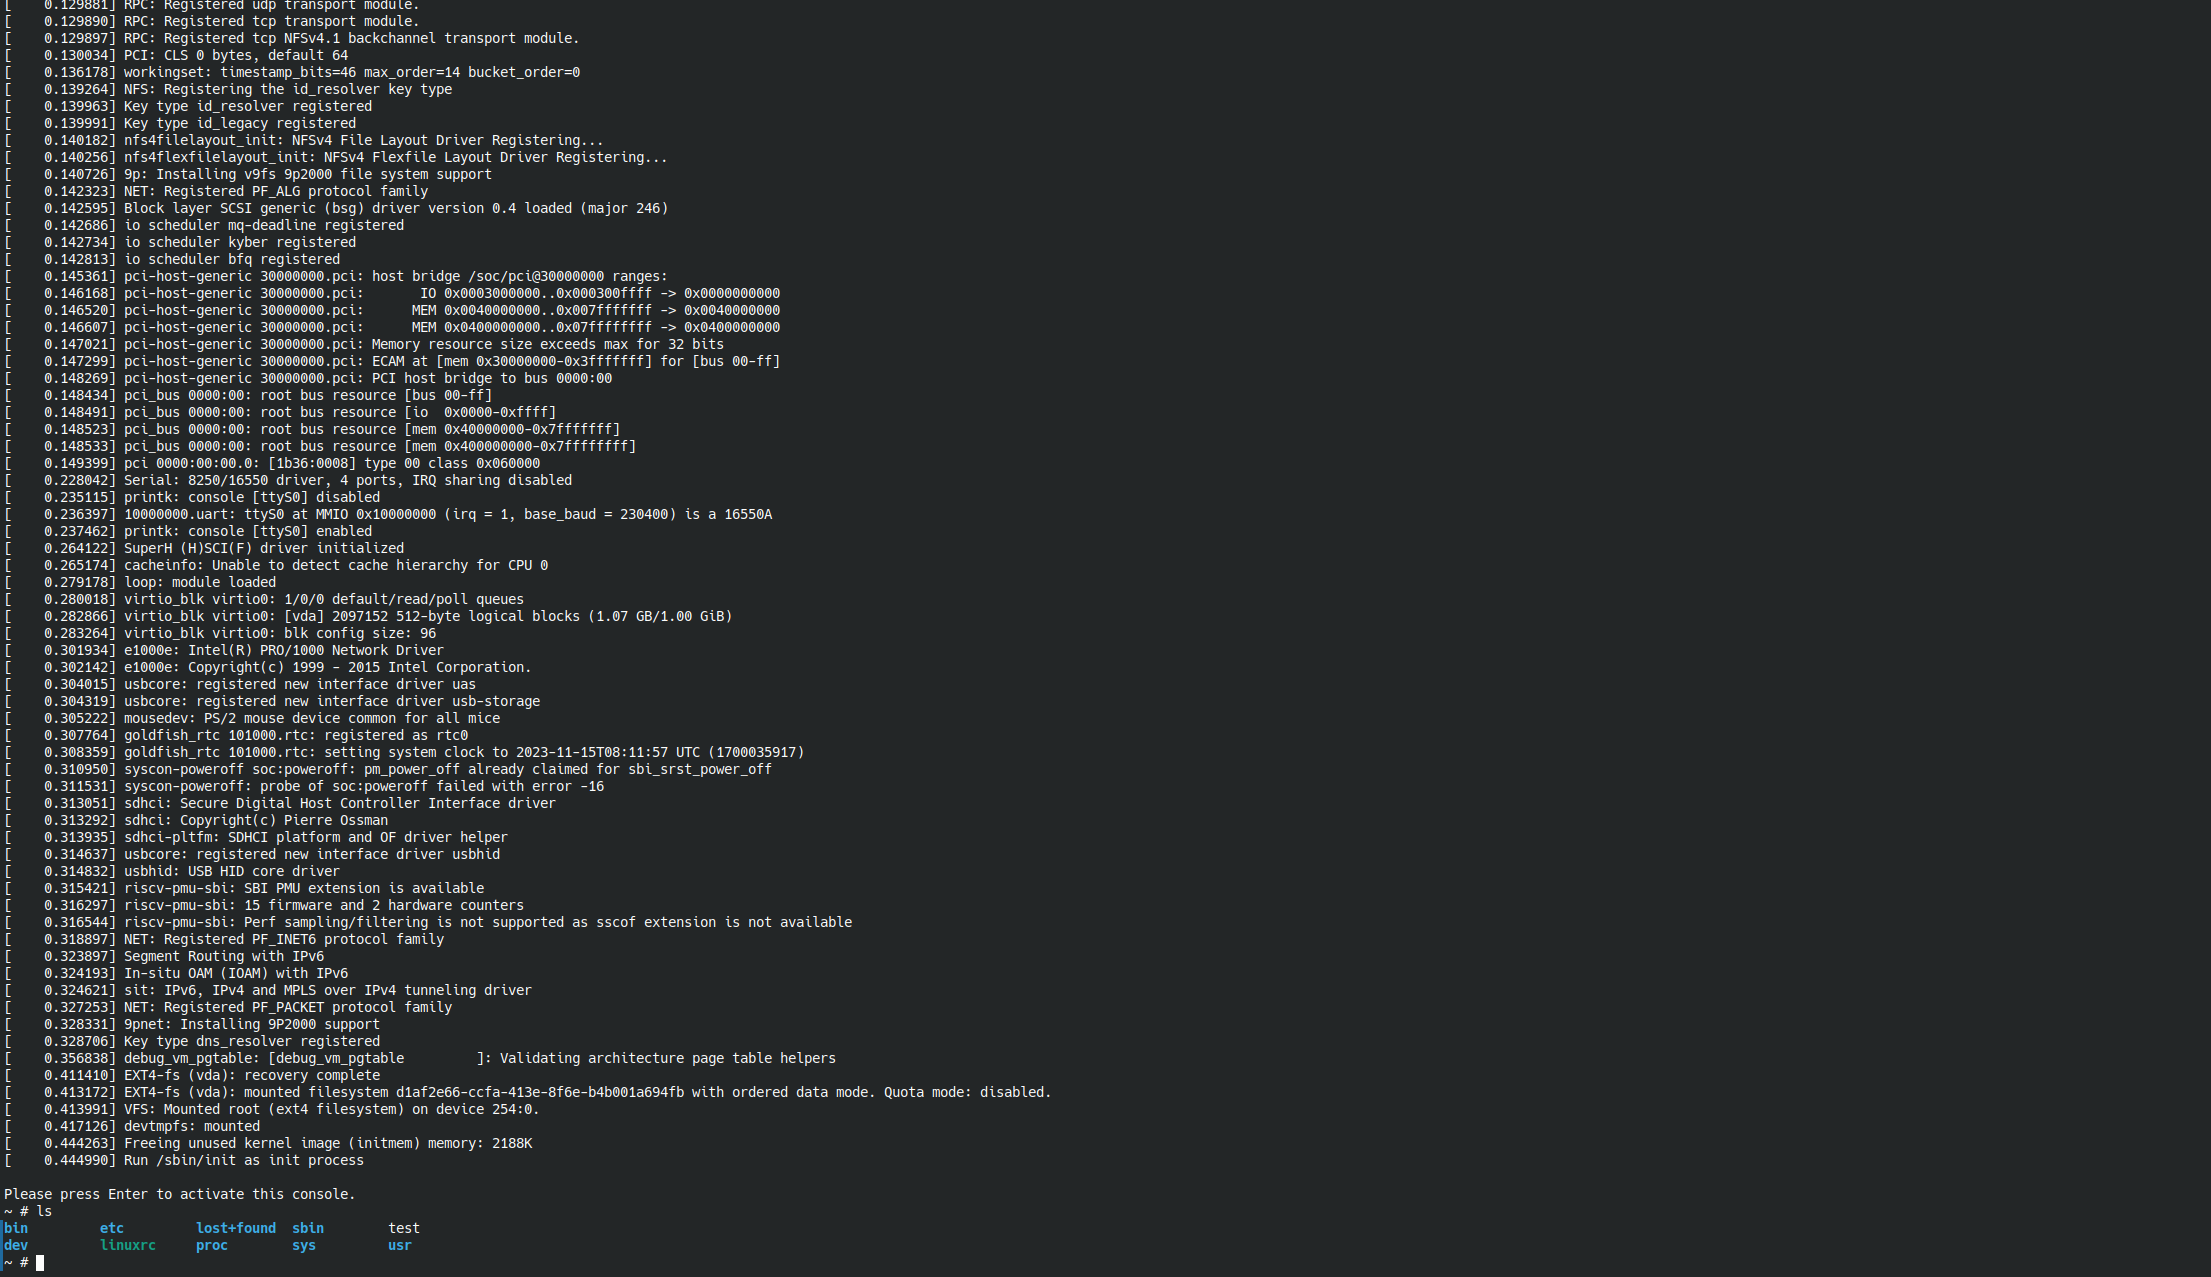 [    0.129881] RPC: Registered udp transport module.
[    0.129890] RPC: Registered tcp transport module.
[    0.129897] RPC: Registered tcp NFSv4.1 backchannel transport module.
[    0.130034] PCI: CLS 0 bytes, default 64
[    0.136178] workingset: timestamp_bits=46 max_order=14 bucket_order=0
[    0.139264] NFS: Registering the id_resolver key type
[    0.139963] Key type id_resolver registered
[    0.139991] Key type id_legacy registered
[    0.140182] nfs4filelayout_init: NFSv4 File Layout Driver Registering...
[    0.140256] nfs4flexfilelayout_init: NFSv4 Flexfile Layout Driver Registering...
[    0.140726] 9p: Installing v9fs 9p2000 file system support
[    0.142323] NET: Registered PF_ALG protocol family
[    0.142595] Block layer SCSI generic (bsg) driver version 0.4 loaded (major 246)
[    0.142686] io scheduler mq-deadline registered
[    0.142734] io scheduler kyber registered
[    0.142813] io scheduler bfq registered
[    0.145361] pci-host-generic 30000000.pci: host bridge /soc/pci@30000000 ranges:
[    0.146168] pci-host-generic 30000000.pci:       IO 0x0003000000..0x000300ffff -> 0x0000000000
[    0.146520] pci-host-generic 30000000.pci:      MEM 0x0040000000..0x007fffffff -> 0x0040000000
[    0.146607] pci-host-generic 30000000.pci:      MEM 0x0400000000..0x07ffffffff -> 0x0400000000
[    0.147021] pci-host-generic 30000000.pci: Memory resource size exceeds max for 32 bits
[    0.147299] pci-host-generic 30000000.pci: ECAM at [mem 0x30000000-0x3fffffff] for [bus 00-ff]
[    0.148269] pci-host-generic 30000000.pci: PCI host bridge to bus 0000:00
[    0.148434] pci_bus 0000:00: root bus resource [bus 00-ff]
[    0.148491] pci_bus 0000:00: root bus resource [io  0x0000-0xffff]
[    0.148523] pci_bus 0000:00: root bus resource [mem 0x40000000-0x7fffffff]
[    0.148533] pci_bus 0000:00: root bus resource [mem 0x400000000-0x7ffffffff]
[    0.149399] pci 0000:00:00.0: [1b36:0008] type 00 class 0x060000
[    0.228042] Serial: 8250/16550 driver, 4 ports, IRQ sharing disabled
[    0.235115] printk: console [ttyS0] disabled
[    0.236397] 10000000.uart: ttyS0 at MMIO 0x10000000 (irq = 1, base_baud = 230400) is a 16550A
[    0.237462] printk: console [ttyS0] enabled
[    0.264122] SuperH (H)SCI(F) driver initialized
[    0.265174] cacheinfo: Unable to detect cache hierarchy for CPU 0
[    0.279178] loop: module loaded
[    0.280018] virtio_blk virtio0: 1/0/0 default/read/poll queues
[    0.282866] virtio_blk virtio0: [vda] 2097152 512-byte logical blocks (1.07 GB/1.00 GiB)
[    0.283264] virtio_blk virtio0: blk config size: 96
[    0.301934] e1000e: Intel(R) PRO/1000 Network Driver
[    0.302142] e1000e: Copyright(c) 1999 - 2015 Intel Corporation.
[    0.304015] usbcore: registered new interface driver uas
[    0.304319] usbcore: registered new interface driver usb-storage
[    0.305222] mousedev: PS/2 mouse device common for all mice
[    0.307764] goldfish_rtc 101000.rtc: registered as rtc0
[    0.308359] goldfish_rtc 101000.rtc: setting system clock to 2023-11-15T08:11:57 UTC (1700035917)
[    0.310950] syscon-poweroff soc:poweroff: pm_power_off already claimed for sbi_srst_power_off
[    0.311531] syscon-poweroff: probe of soc:poweroff failed with error -16
[    0.313051] sdhci: Secure Digital Host Controller Interface driver
[    0.313292] sdhci: Copyright(c) Pierre Ossman
[    0.313935] sdhci-pltfm: SDHCI platform and OF driver helper
[    0.314637] usbcore: registered new interface driver usbhid
[    0.314832] usbhid: USB HID core driver
[    0.315421] riscv-pmu-sbi: SBI PMU extension is available
[    0.316297] riscv-pmu-sbi: 15 firmware and 2 hardware counters
[    0.316544] riscv-pmu-sbi: Perf sampling/filtering is not supported as sscof extension is not available
[    0.318897] NET: Registered PF_INET6 protocol family
[    0.323897] Segment Routing with IPv6
[    0.324193] In-situ OAM (IOAM) with IPv6
[    0.324621] sit: IPv6, IPv4 and MPLS over IPv4 tunneling driver
[    0.327253] NET: Registered PF_PACKET protocol family
[    0.328331] 9pnet: Installing 9P2000 support
[    0.328706] Key type dns_resolver registered
[    0.356838] debug_vm_pgtable: [debug_vm_pgtable         ]: Validating architecture page table helpers
[    0.411410] EXT4-fs (vda): recovery complete
[    0.413172] EXT4-fs (vda): mounted filesystem d1af2e66-ccfa-413e-8f6e-b4b001a694fb with ordered data mode. Quota mode: disabled.
[    0.413991] VFS: Mounted root (ext4 filesystem) on device 254:0.
[    0.417126] devtmpfs: mounted
[    0.444263] Freeing unused kernel image (initmem) memory: 2188K
[    0.444990] Run /sbin/init as init process
Please press Enter to activate this console.
~ # ls
bin         etc         lost+found  sbin        test
dev         linuxrc     proc        sys         usr
~ #